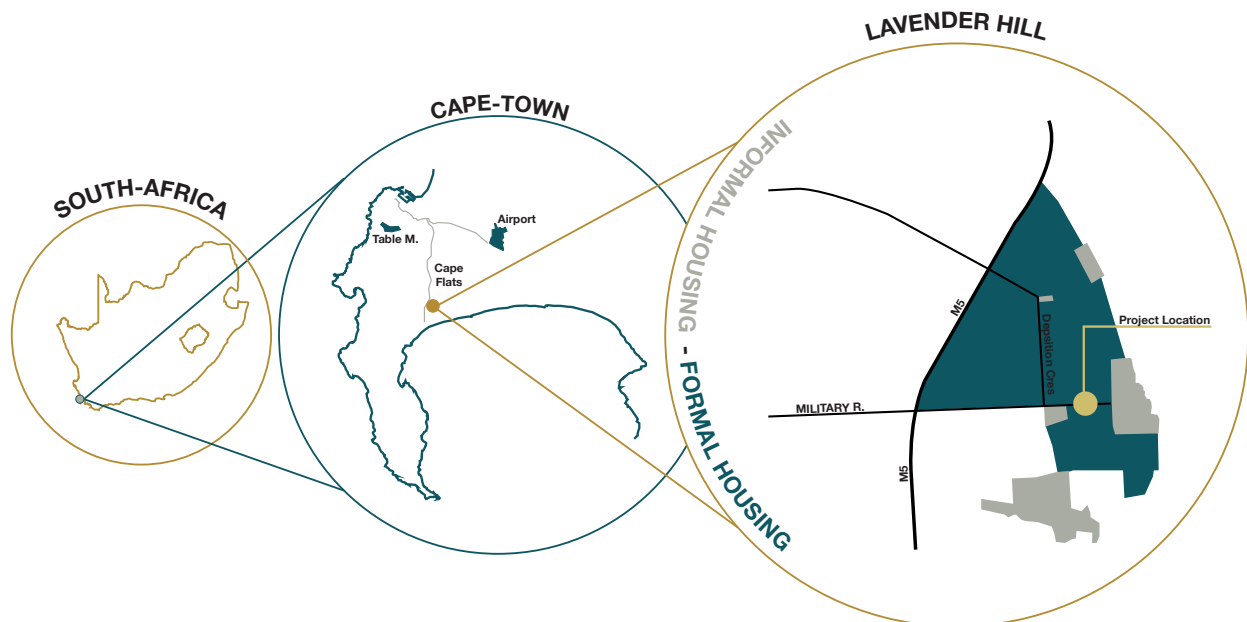 SOUTH-AFRICA
CAPE-TOWN
Table M.
Airport
Cape
Flats
LAVENDER HILL
INFORMAL HOUSING - FORMAL HOUSING
M5
Depsition Cres
Project Location
MILITARY R.
M5